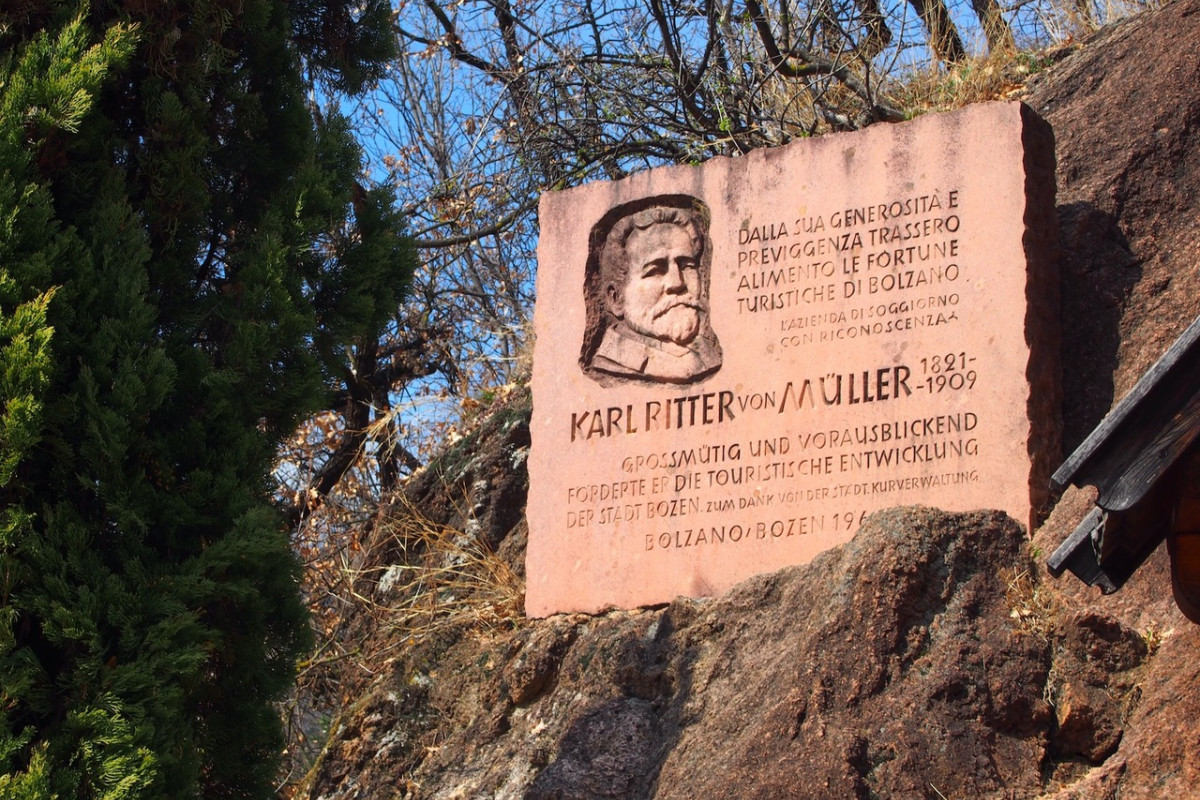 DALLA SUA GENEROSITÀ E
PREVIGGENZA TRASSERO
ALIMENTO LE FORTUNE
TURISTICHE DI BOLZANO
L'AZIENDA DI SOGGIORNO
CON RICONOSCENZA
KARL RITTER VON MÜLLER 1821-
-1909
GROSSMÜTIG UND VORAUSBLICKEND
FÖRDERTE ER DIE TOURISTISCHE ENTWICKLUNG
DER STADT BOZEN. ZUM DANK VON DER STÄDT. KURVERWALTUNG
BOLZANO/BOZEN